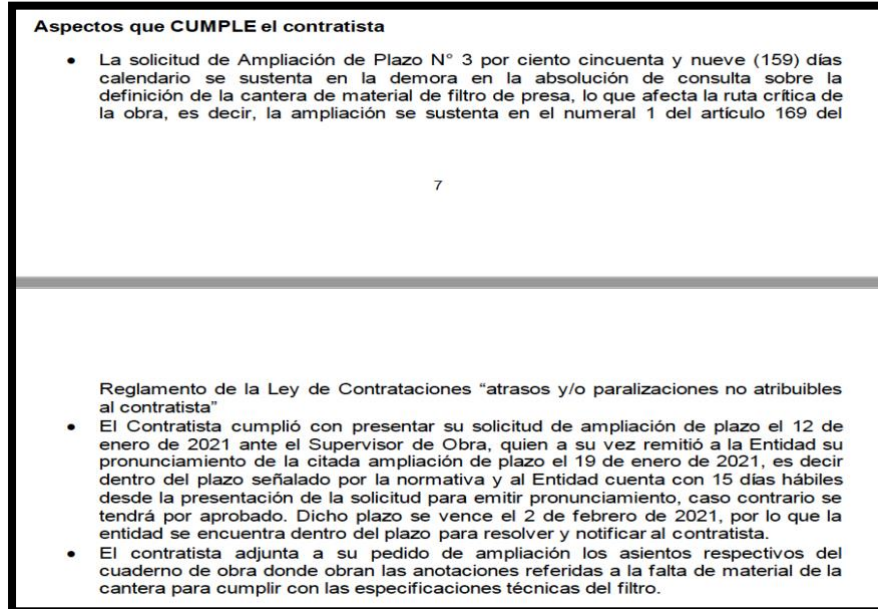 Aspectos que CUMPLE el contratista
• La solicitud de Ampliación de Plazo N° 3 por ciento cincuenta y nueve (159) días
calendario se sustenta en la demora en la absolución de consulta sobre la
definición de la cantera de material de filtro de presa, lo que afecta la ruta crítica de
la obra, es decir, la ampliación se sustenta en el numeral 1 del artículo 169 del
7
Reglamento de la Ley de Contrataciones “atrasos y/o paralizaciones no atribuibles
al contratista”
• El Contratista cumplió con presentar su solicitud de ampliación de plazo el 12 de
enero de 2021 ante el Supervisor de Obra, quien a su vez remitió a la Entidad su
pronunciamiento de la citada ampliación de plazo el 19 de enero de 2021, es decir
dentro del plazo señalado por la normativa y al Entidad cuenta con 15 días hábiles
desde la presentación de la solicitud para emitir pronunciamiento, caso contrario se
tendrá por aprobado. Dicho plazo se vence el 2 de febrero de 2021, por lo que la
entidad se encuentra dentro del plazo para resolver y notificar al contratista.
• El contratista adjunta a su pedido de ampliación los asientos respectivos del
cuaderno de obra donde obran las anotaciones referidas a la falta de material de la
cantera para cumplir con las especificaciones técnicas del filtro.